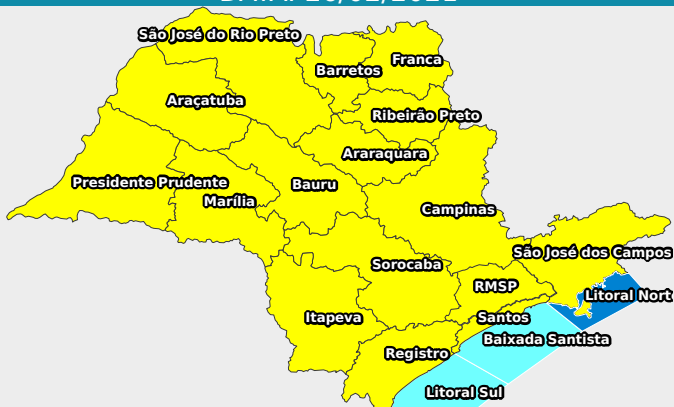 São José do Rio Preto
Franca
Barretos
Araçatuba
Ribeirão Preto
Araraquara
Presidente Prudente
Bauru
Marília
Campinas
São José dos Campos
Sorocaba
RMSP
Litoral Nort
Itapeva
Santos
Baixada Santista
Registro
Litoral Sul